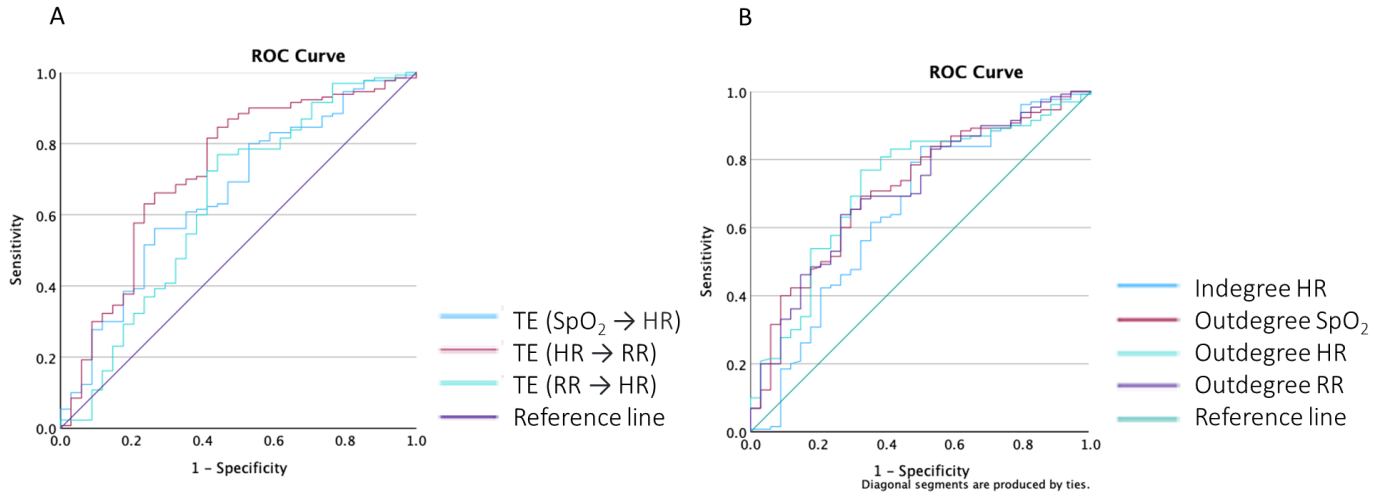 A
ROC Curve
1.0
0.8
0.6
0.4
0.2
0.0
Sensitivity
0.0 0.2 0.4 0.6 0.8 1.0
1 - Specificity
TE (SpO₂ → HR)
TE (HR → RR)
TE (RR → HR)
Reference line
B
ROC Curve
1.0
0.8
0.6
0.4
0.2
0.0
Sensitivity
0.0 0.2 0.4 0.6 0.8 1.0
1 - Specificity
Diagonal segments are produced by ties.
Indegree HR
Outdegree SpO₂
Outdegree HR
Outdegree RR
Reference line